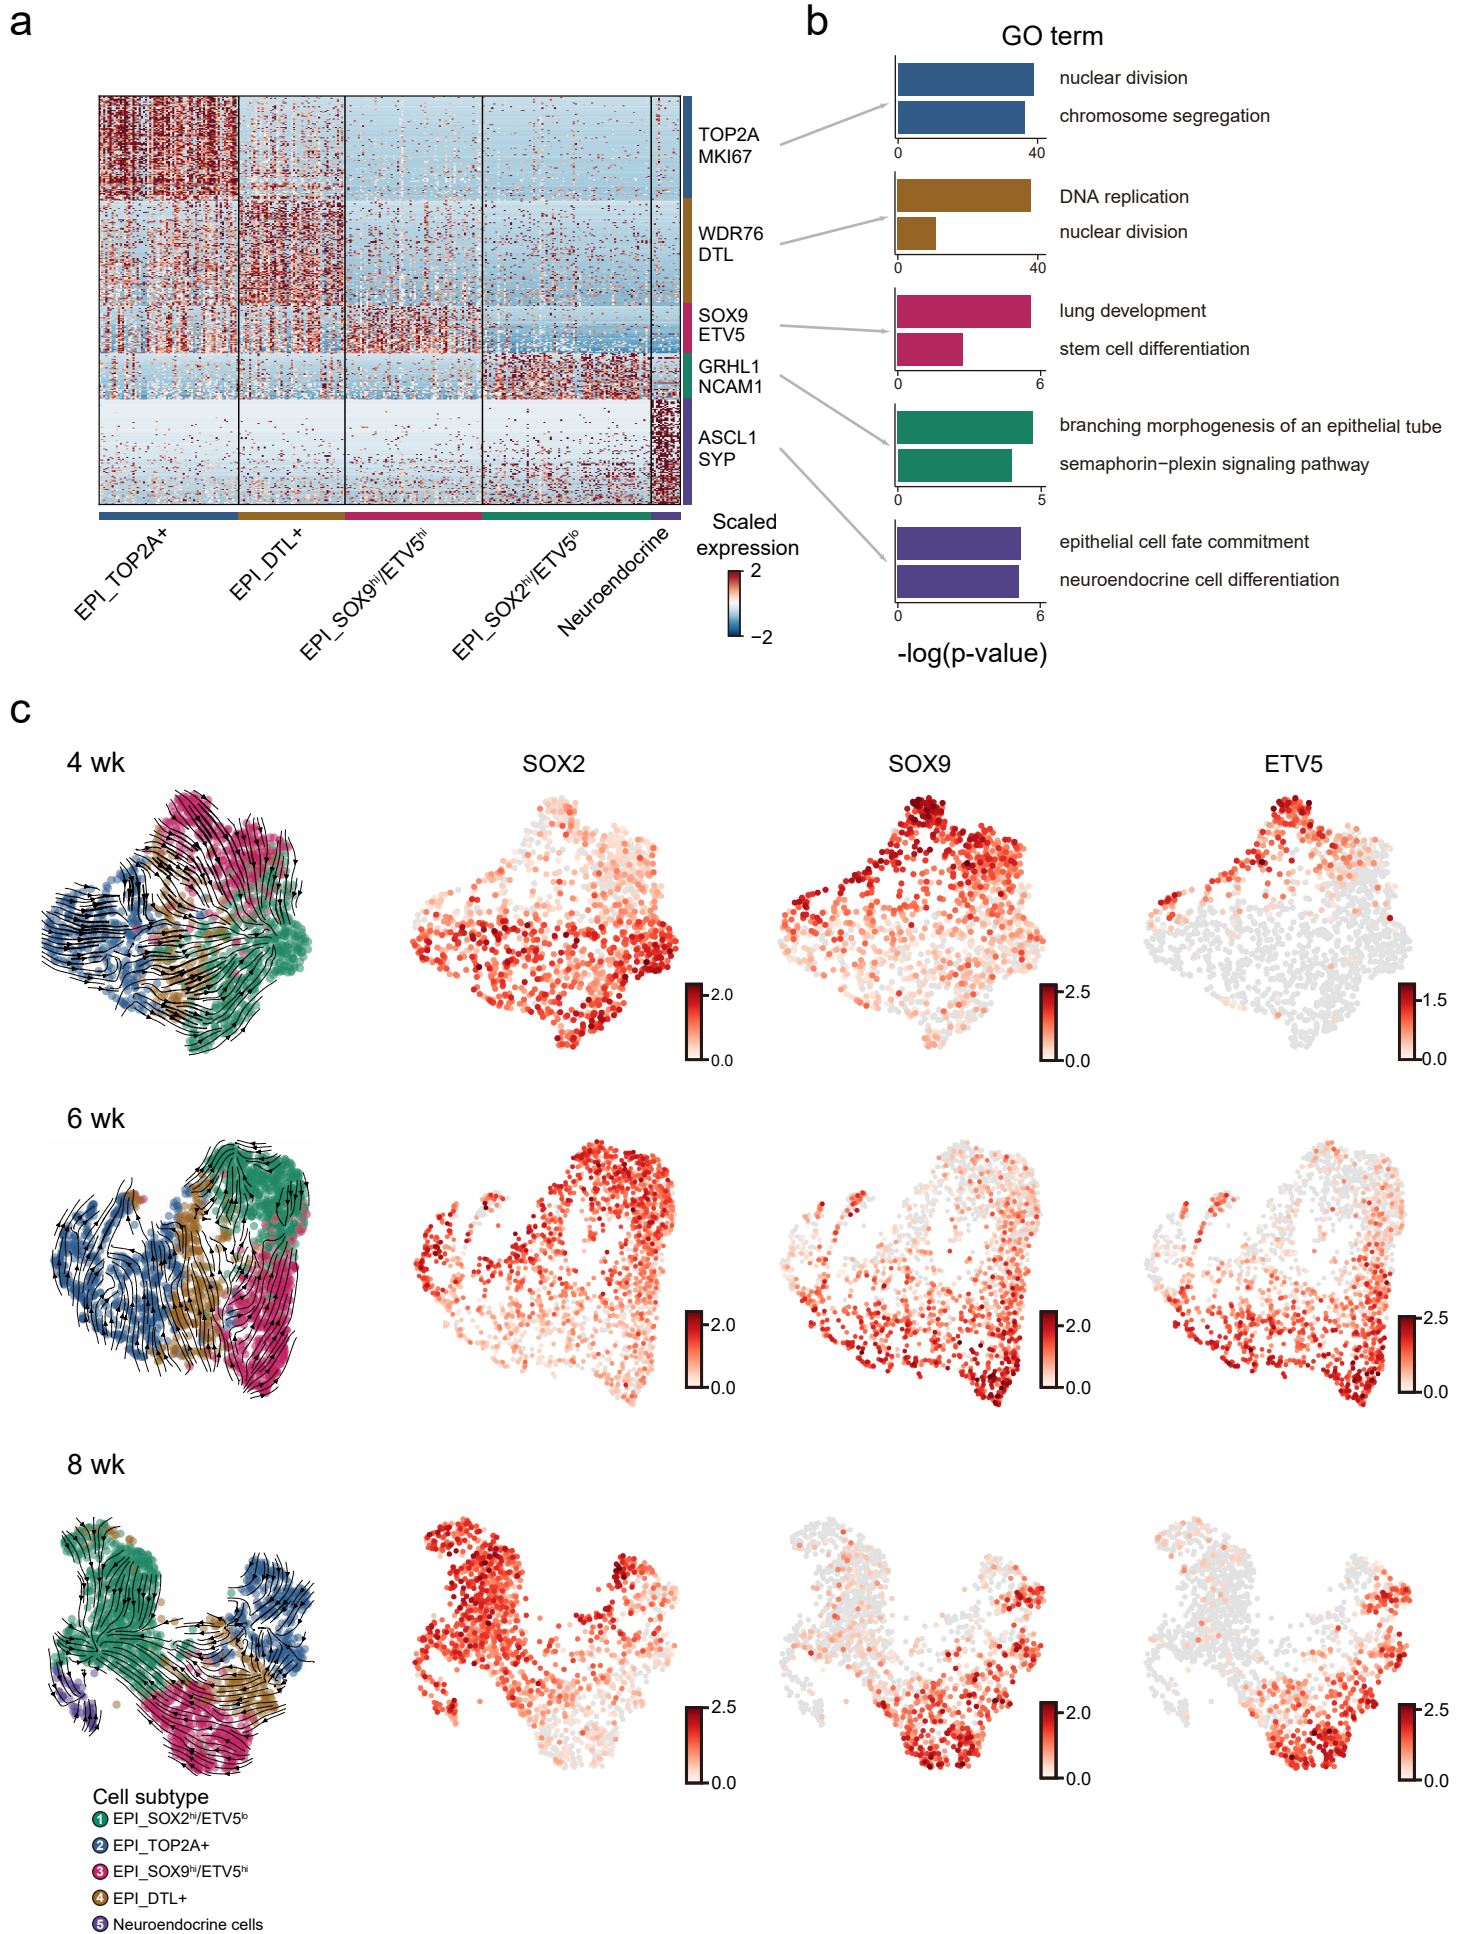 a
b
GO term
TOP2A
MKI67
WDR76
DTL
SOX9
ETV5
GRHL1
NCAM1
ASCL1
SYP
EPI_TOP2A+
EPI_DTL+
EPI_SOX9hi/ETV5hi
EPI_SOX2hi/ETV5lo
Neuroendocrine
Scaled
expression
2
−2
nuclear division
chromosome segregation
0 40
DNA replication
nuclear division
0 40
lung development
stem cell differentiation
0 6
branching morphogenesis of an epithelial tube
semaphorin−plexin signaling pathway
0 5
epithelial cell fate commitment
neuroendocrine cell differentiation
0 6
-log(p-value)
c
4 wk
SOX2
SOX9
ETV5
2.0
0.0
2.5
0.0
1.5
0.0
6 wk
2.0
0.0
2.0
0.0
2.5
0.0
8 wk
2.5
0.0
2.0
0.0
2.5
0.0
Cell subtype
1 EPI_SOX2hi/ETV5lo
2 EPI_TOP2A+
3 EPI_SOX9hi/ETV5hi
4 EPI_DTL+
5 Neuroendocrine cells